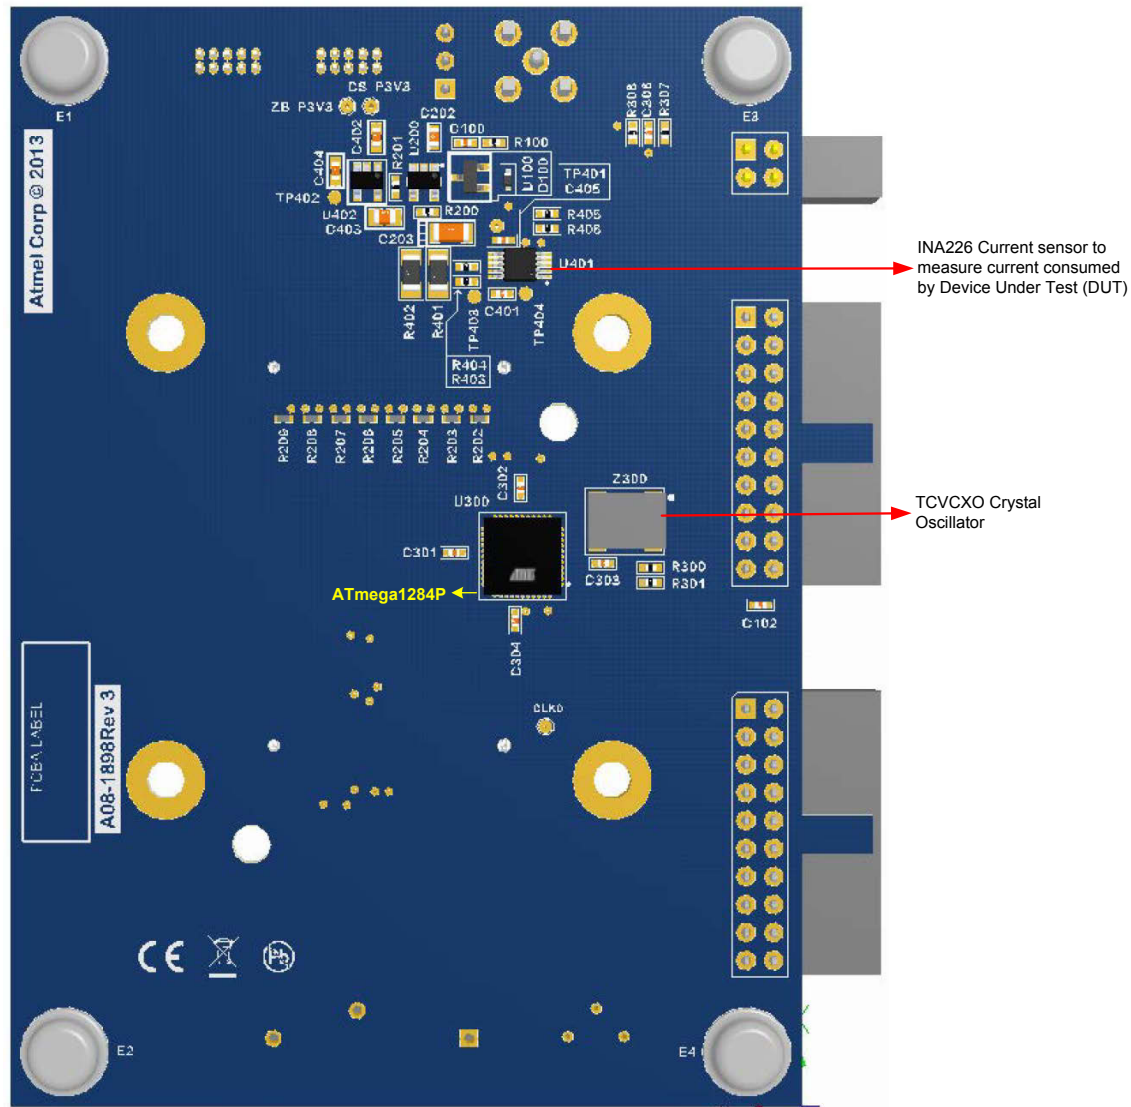 E1
E3
CS P3V3
ZB P3V3
C402
U200
C202
C100
R100
R308
C306
R307
C404
R201
U100
D100
TP401
C405
TP402
U402
C403
R200
C203
R405
R406
U401
INA226 Current sensor to
measure current consumed
by Device Under Test (DUT)
Atmel Corp © 2013
R402
R401
TP403
C401
TP404
R404
R403
R209
R208
R207
R206
R205
R204
R203
R202
C302
Z300
U300
TCVCXO Crystal
Oscillator
C301
C303
R300
R301
ATmega1284P
C304
C102
PCBA LABEL
A08-1898Rev 3
CLKO
CE
E2
E4